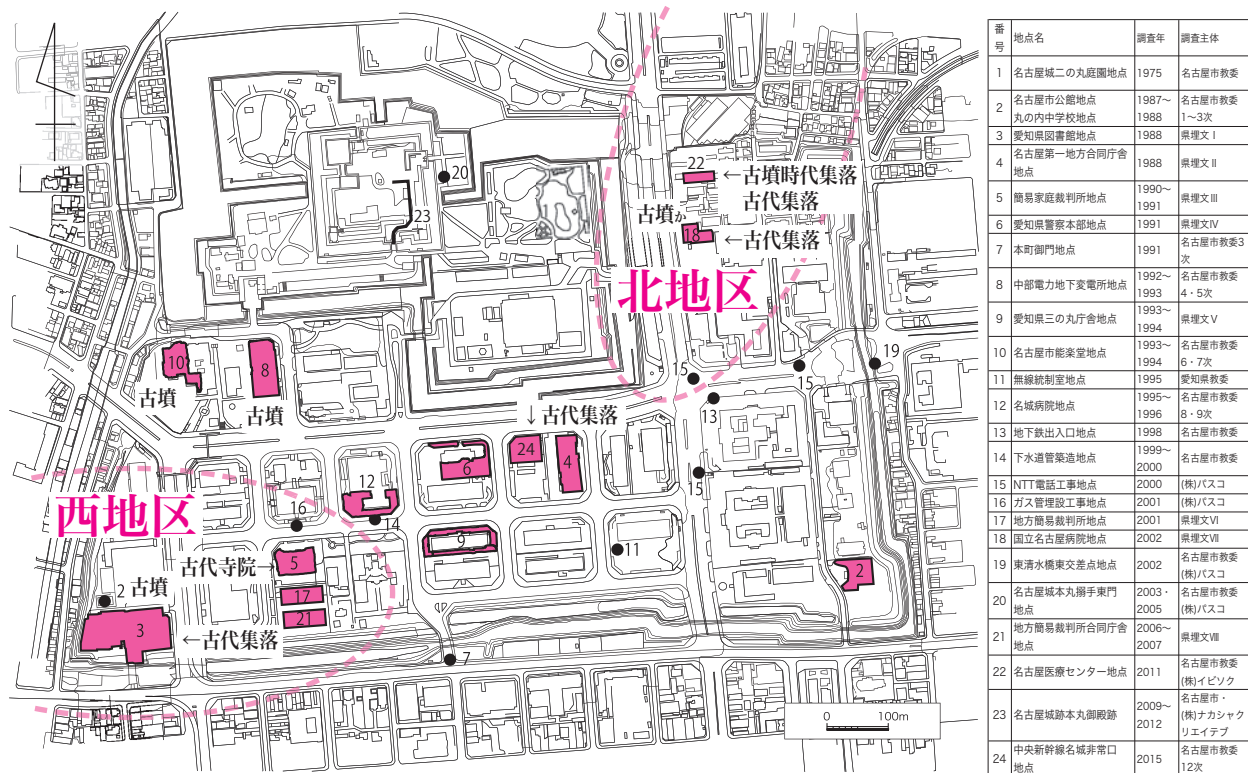 22
←古墳時代集落
古代集落
20
23
古墳か
18
←古代集落
北地区
10
8
古墳
古墳
19
15
15
13
↓古代集落
24
4
6
12
西地区
16
14
15
9
11
古代寺院→
5
2
2
古墳
17
3
21
←古代集落
7
0 100m
番号 地点名 調査年 調査主体
1 名古屋城二の丸庭園地点 1975 名古屋市教委
2 名古屋市公館地点 1987〜 名古屋市教委
丸の内中学校地点 1988 1〜3次
3 愛知県図書館地点 1988 県埋文Ⅰ
4 名古屋第一地方合同庁舎 1988 県埋文Ⅱ
地点
5 簡易家庭裁判所地点 1990〜 県埋文Ⅲ
1991
6 愛知県警察本部地点 1991 県埋文Ⅳ
7 本町御門地点 1991 名古屋市教委3
次
8 中部電力地下変電所地点 1992〜 名古屋市教委
1993 4・5次
9 愛知県三の丸庁舎地点 1993〜 県埋文Ⅴ
1994
10 名古屋市能楽堂地点 1993〜 名古屋市教委
1994 6・7次
11 無線統制室地点 1995 愛知県教委
12 名城病院地点 1995〜 名古屋市教委
1996 8・9次
13 地下鉄出入口地点 1998 名古屋市教委
14 下水道管築造地点 1999〜 名古屋市教委
2000
15 NTT電話工事地点 2000 (株)パスコ
16 ガス管埋設工事地点 2001 (株)パスコ
17 地方簡易裁判所地点 2001 県埋文Ⅵ
18 国立名古屋病院地点 2002 県埋文Ⅶ
19 東清水橋東交差点地点 2002 名古屋市教委
(株)パスコ
20 名古屋城本丸搦手東門 2003・ 名古屋市教委
地点 2005 (株)パスコ
21 地方簡易裁判所合同庁舎 2006〜 県埋文Ⅷ
地点 2007
22 名古屋医療センター地点 2011 名古屋市教委
(株)イビソク
23 名古屋城跡本丸御殿跡 2009〜 名古屋市・
2012 (株)ナカシャク
リエイテブ
24 中央新幹線名城非常口 2015 名古屋市教委
地点 12次